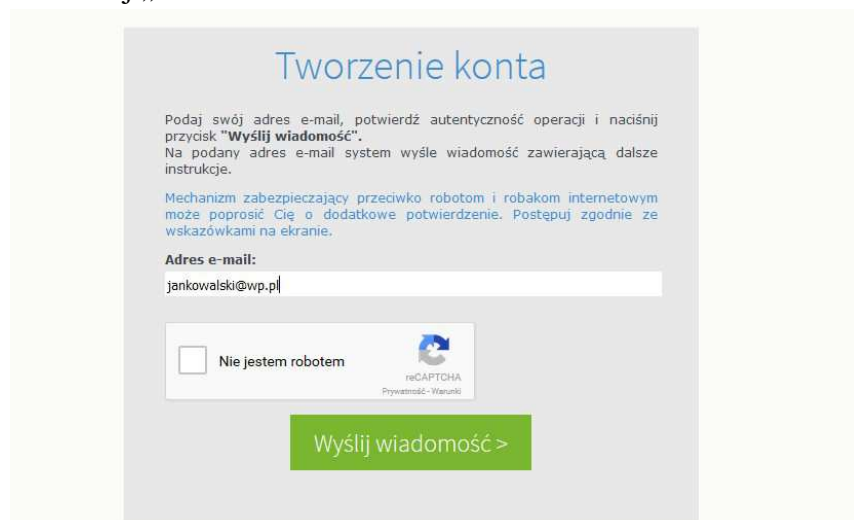 Tworzenie konta
Podaj swój adres e-mail, potwierdź autentyczność operacji i naciśnij
przycisk "Wyślij wiadomość".
Na podany adres e-mail system wyśle wiadomość zawierającą dalsze
instrukcje.
Mechanizm zabezpieczający przeciwko robotom i robakom internetowym
może poprosić Cię o dodatkowe potwierdzenie. Postępuj zgodnie ze
wskazówkami na ekranie.
Adres e-mail:
jankowalski@wp.pl
Nie jestem robotem
reCAPTCHA
Prywatność - Warunki
Wyślij wiadomość >